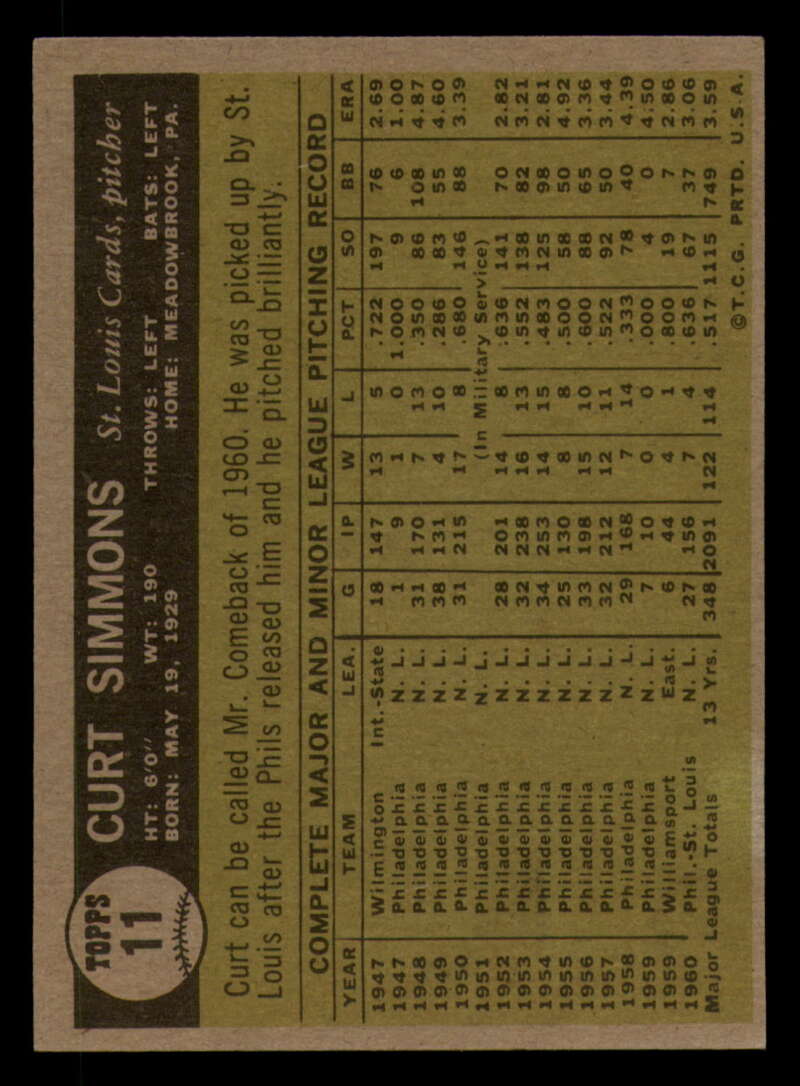 TOPPS
11
CURT SIMMONS St. Louis Cards, pitcher
HT: 6'0" WT: 190 THROWS: LEFT BATS: LEFT
BORN: MAY 19, 1929 HOME: MEADOWBROOK, PA.
Curt can be called Mr. Comeback of 1960. He was picked up by St.
Louis after the Phils released him and he pitched brilliantly.
COMPLETE MAJOR AND MINOR LEAGUE PITCHING RECORD
YEAR TEAM LEA. G IP W L PCT SO BB ERA
1947 Wilmington Int.-State 18 147 13 5 .722 197 76 2.69
1947 Philadelphia N. L. 1 9 1 0 1.000 9 6 1.00
1948 Philadelphia N. L. 31 170 7 13 .350 86 108 4.87
1949 Philadelphia N. L. 38 131 4 10 .286 83 55 4.60
1950 Philadelphia N. L. 31 215 17 8 .680 146 88 3.39
1951 Philadelphia N. L. (In Military Service)
1952 Philadelphia N. L. 28 201 14 8 .636 141 70 2.82
1953 Philadelphia N. L. 32 238 16 13 .552 138 82 3.21
1954 Philadelphia N. L. 34 253 14 15 .483 125 98 2.81
1955 Philadelphia N. L. 25 130 8 8 .500 58 50 4.92
1956 Philadelphia N. L. 33 198 15 10 .600 88 65 3.36
1957 Philadelphia N. L. 32 212 12 11 .522 92 50 3.44
1958 Philadelphia N. L. 29 168 7 14 .333 78 40 4.39
1959 Philadelphia N. L. 7 10 0 0 .000 4 0 4.50
1959 Williamsport East. 6 44 4 1 .800 19 7 2.86
1960 Phil.-St. Louis N. L. 27 156 7 4 .636 67 37 3.06
Major League Totals 13 Yrs. 348 2091 122 114 .517 1115 749 3.59
©T.C.G. PRTD. U.S.A.